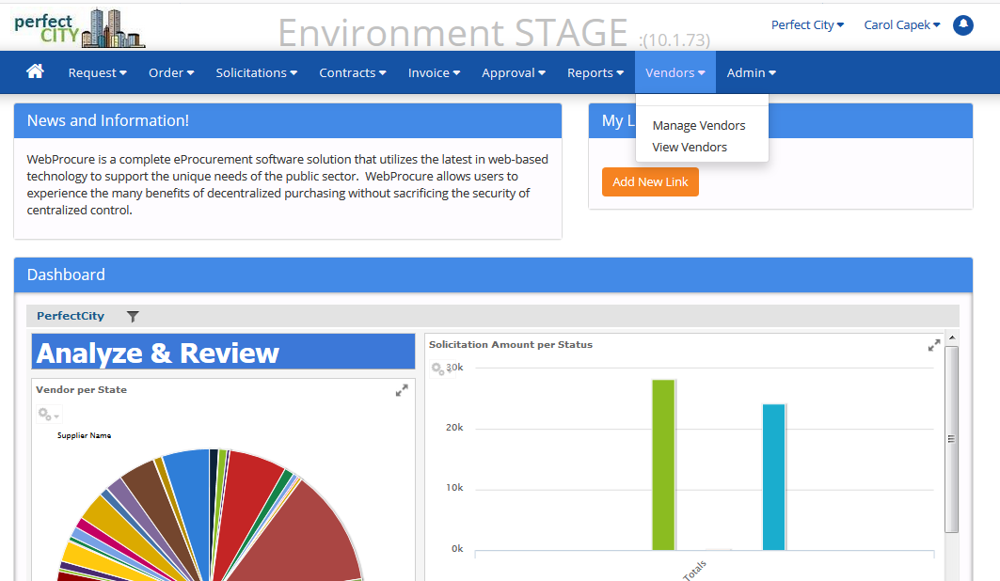 perfect
CITY
Environment STAGE :(10.1.73)
Perfect City
Carol Capek
Request
Order
Solicitations
Contracts
Invoice
Approval
Reports
Vendors
Admin
Manage Vendors
View Vendors
News and Information!
WebProcure is a complete eProcurement software solution that utilizes the latest in web-based
technology to support the unique needs of the public sector. WebProcure allows users to
experience the many benefits of decentralized purchasing without sacrificing the security of
centralized control.
My L
Add New Link
Dashboard
PerfectCity
Analyze & Review
Vendor per State
Supplier Name
Solicitation Amount per Status
30k
20k
10k
0k
Totals